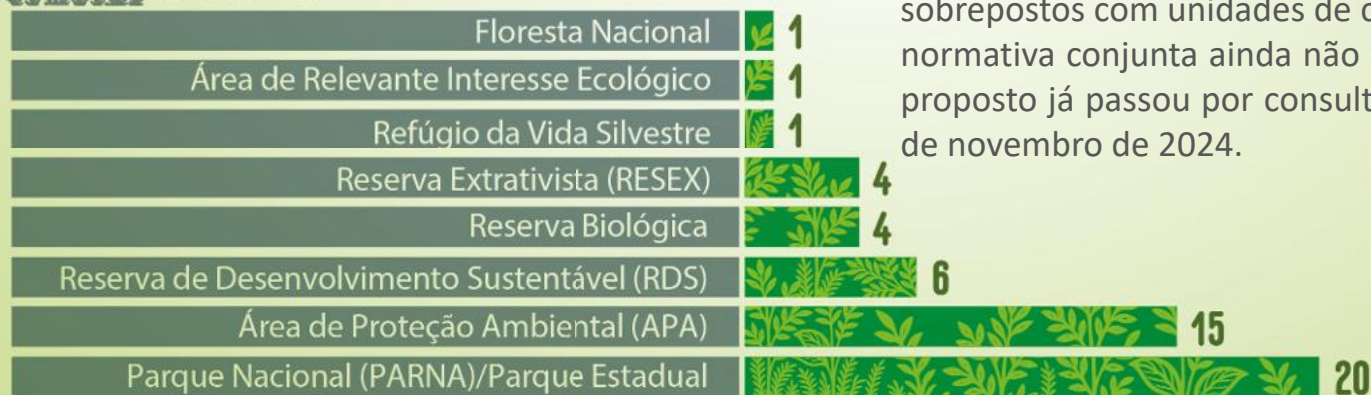 Floresta Nacional 1
Área de Relevante Interesse Ecológico 1
Refúgio da Vida Silvestre 1
Reserva Extrativista (RESEX) 4
Reserva Biológica 4
Reserva de Desenvolvimento Sustentável (RDS) 6
Área de Proteção Ambiental (APA) 15
Parque Nacional (PARNA)/Parque Estadual 20
sobrepostos com unidades de
normativa conjunta ainda não
proposto já passou por
de novembro de 2024.